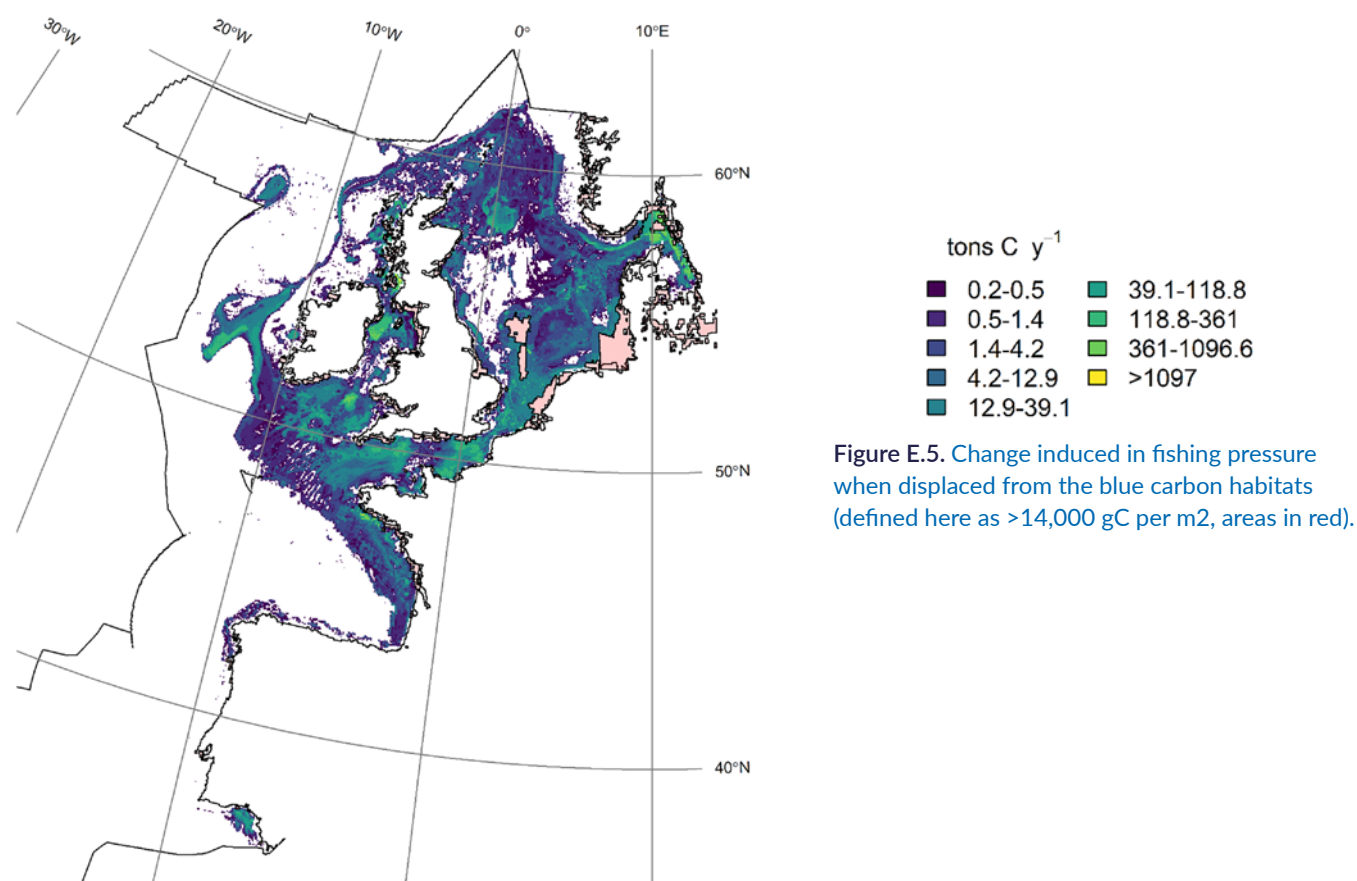 30°W
20°W
10°W
0°
10°E
60°N
50°N
40°N
tons C y⁻¹
0.2-0.5
0.5-1.4
1.4-4.2
4.2-12.9
12.9-39.1
39.1-118.8
118.8-361
361-1096.6
>1097
Figure E.5. Change induced in fishing pressure
when displaced from the blue carbon habitats
(defined here as >14,000 gC per m2, areas in red).